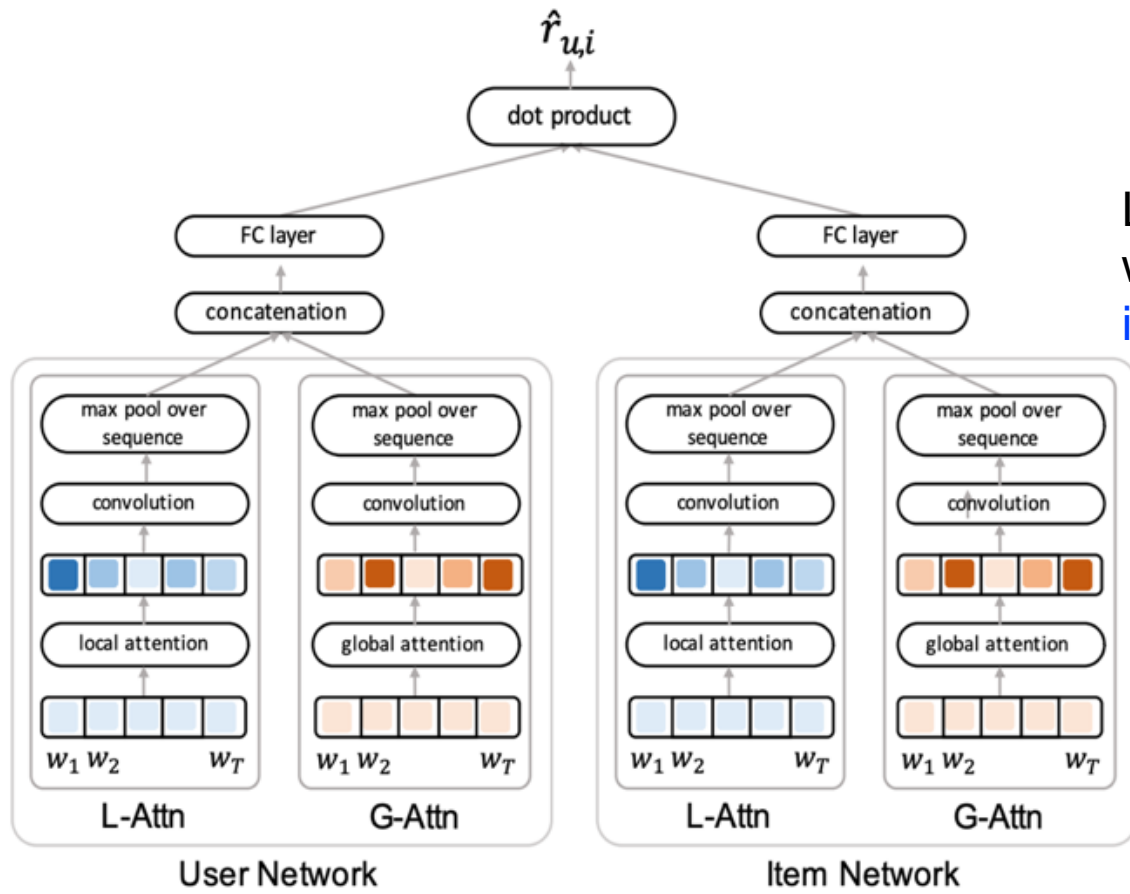 r̂u,i
dot product
FC layer
FC layer
concatenation
concatenation
max pool over
sequence
max pool over
sequence
max pool over
sequence
max pool over
sequence
convolution
convolution
convolution
convolution
local attention
global attention
local attention
global attention
w1 w2 wT
w1 w2 wT
w1 w2 wT
w1 w2 wT
L-Attn
G-Attn
L-Attn
G-Attn
User Network
Item Network